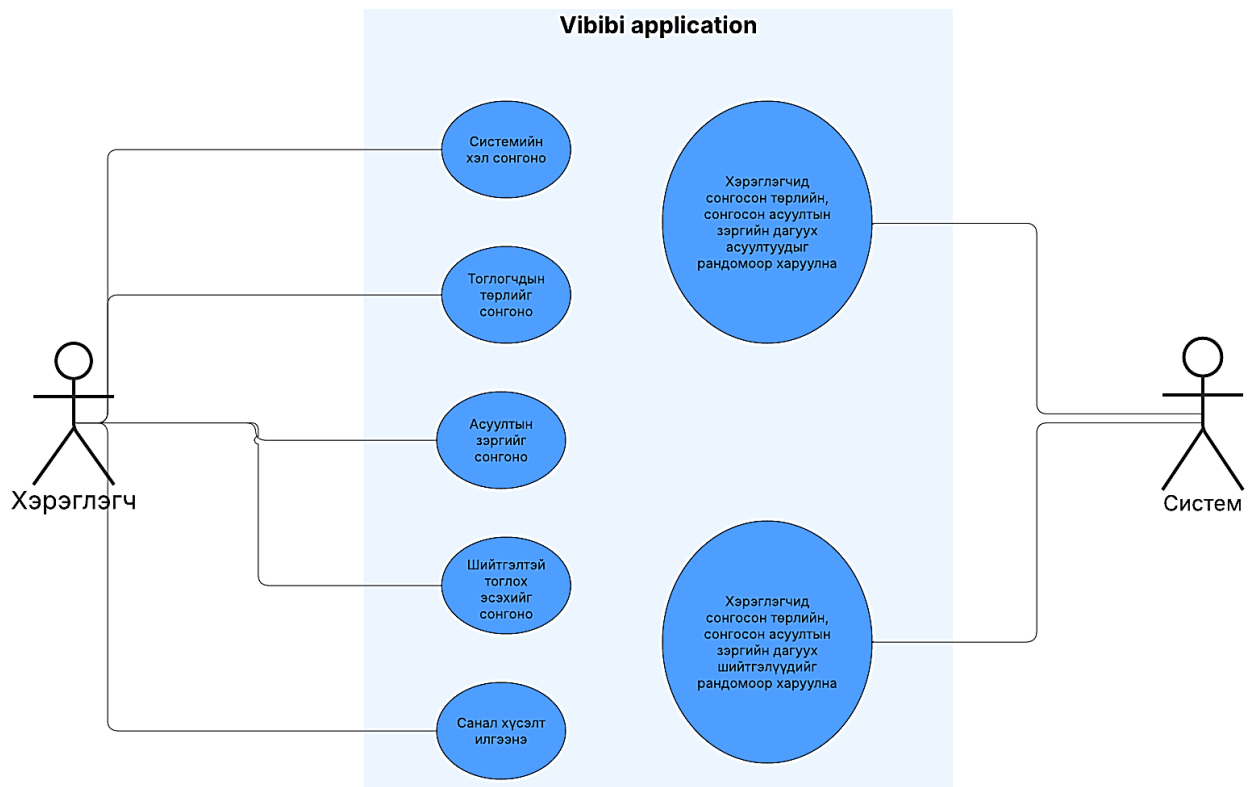 Vibibi application
Системийн
хэл сонгоно
Тоглогчдын
төрлийг
сонгоно
Асуултын
зэргийг
сонгоно
Шийтгэлтэй
тоглох
эсэхийг
сонгоно
Санал хүсэлт
илгээнэ
Хэрэглэгчид
сонгосон төрлийн,
сонгосон асуултын
зэргийн дагуух
асуултуудыг
рандомоор харуулна
Хэрэглэгчид
сонгосон төрлийн,
сонгосон асуултын
зэргийн дагуух
шийтгэлүүдийг
рандомоор харуулна
Хэрэглэгч
Систем